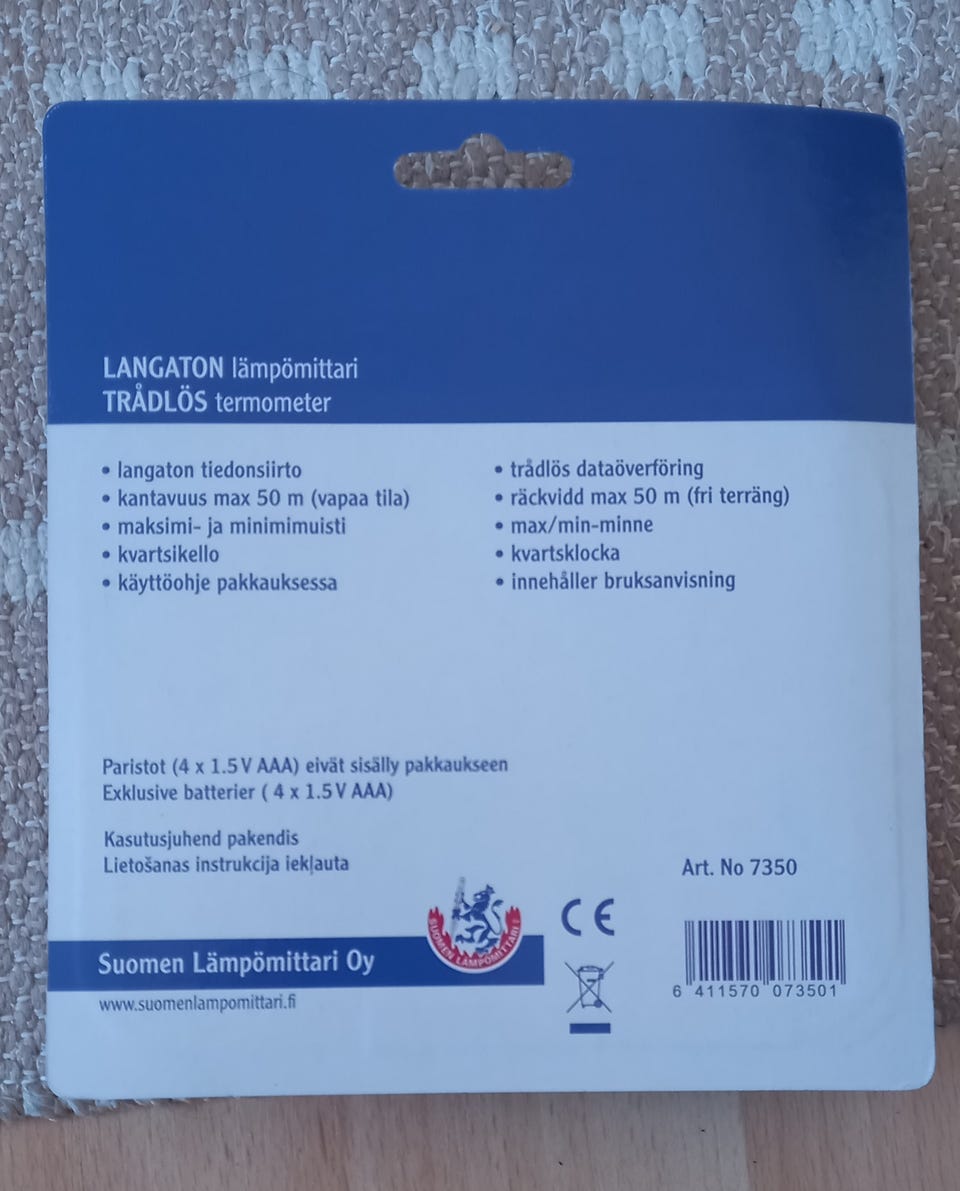 LANGATON lämpömittari
TRÅDLÖS termometer
• langaton tiedonsiirto
• kantavuus max 50 m (vapaa tila)
• maksimi- ja minimimuisti
• kvartsikello
• käyttöohje pakkauksessa
• trådlös dataöverföring
• räckvidd max 50 m (fri terräng)
• max/min-minne
• kvartsklocka
• innehåller bruksanvisning
Paristot (4 x 1.5 V AAA) eivät sisälly pakkaukseen
Exklusive batterier ( 4 x 1.5 V AAA)
Kasutusjuhend pakendis
Lietošanas instrukcija iekļauta
Art. No 7350
SUOMEN LÄMPÖMITTARI
CE
Suomen Lämpömittari Oy
www.suomenlampomittari.fi
6 411570 073501